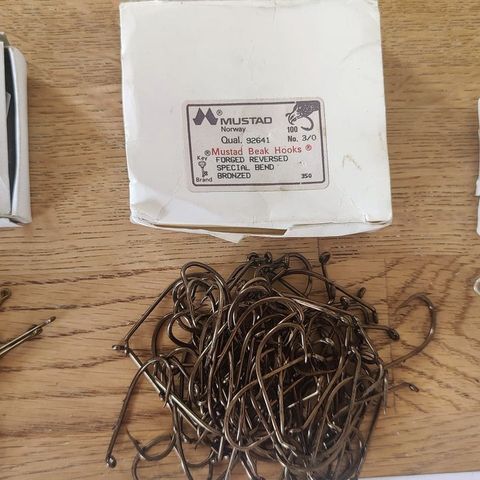 ® MUSTAD
Norway
100
Qual. 92641 No. 3/0
® Mustad Beak Hooks ®
Key Brand
FORGED REVERSED
SPECIAL BEND
BRONZED 350